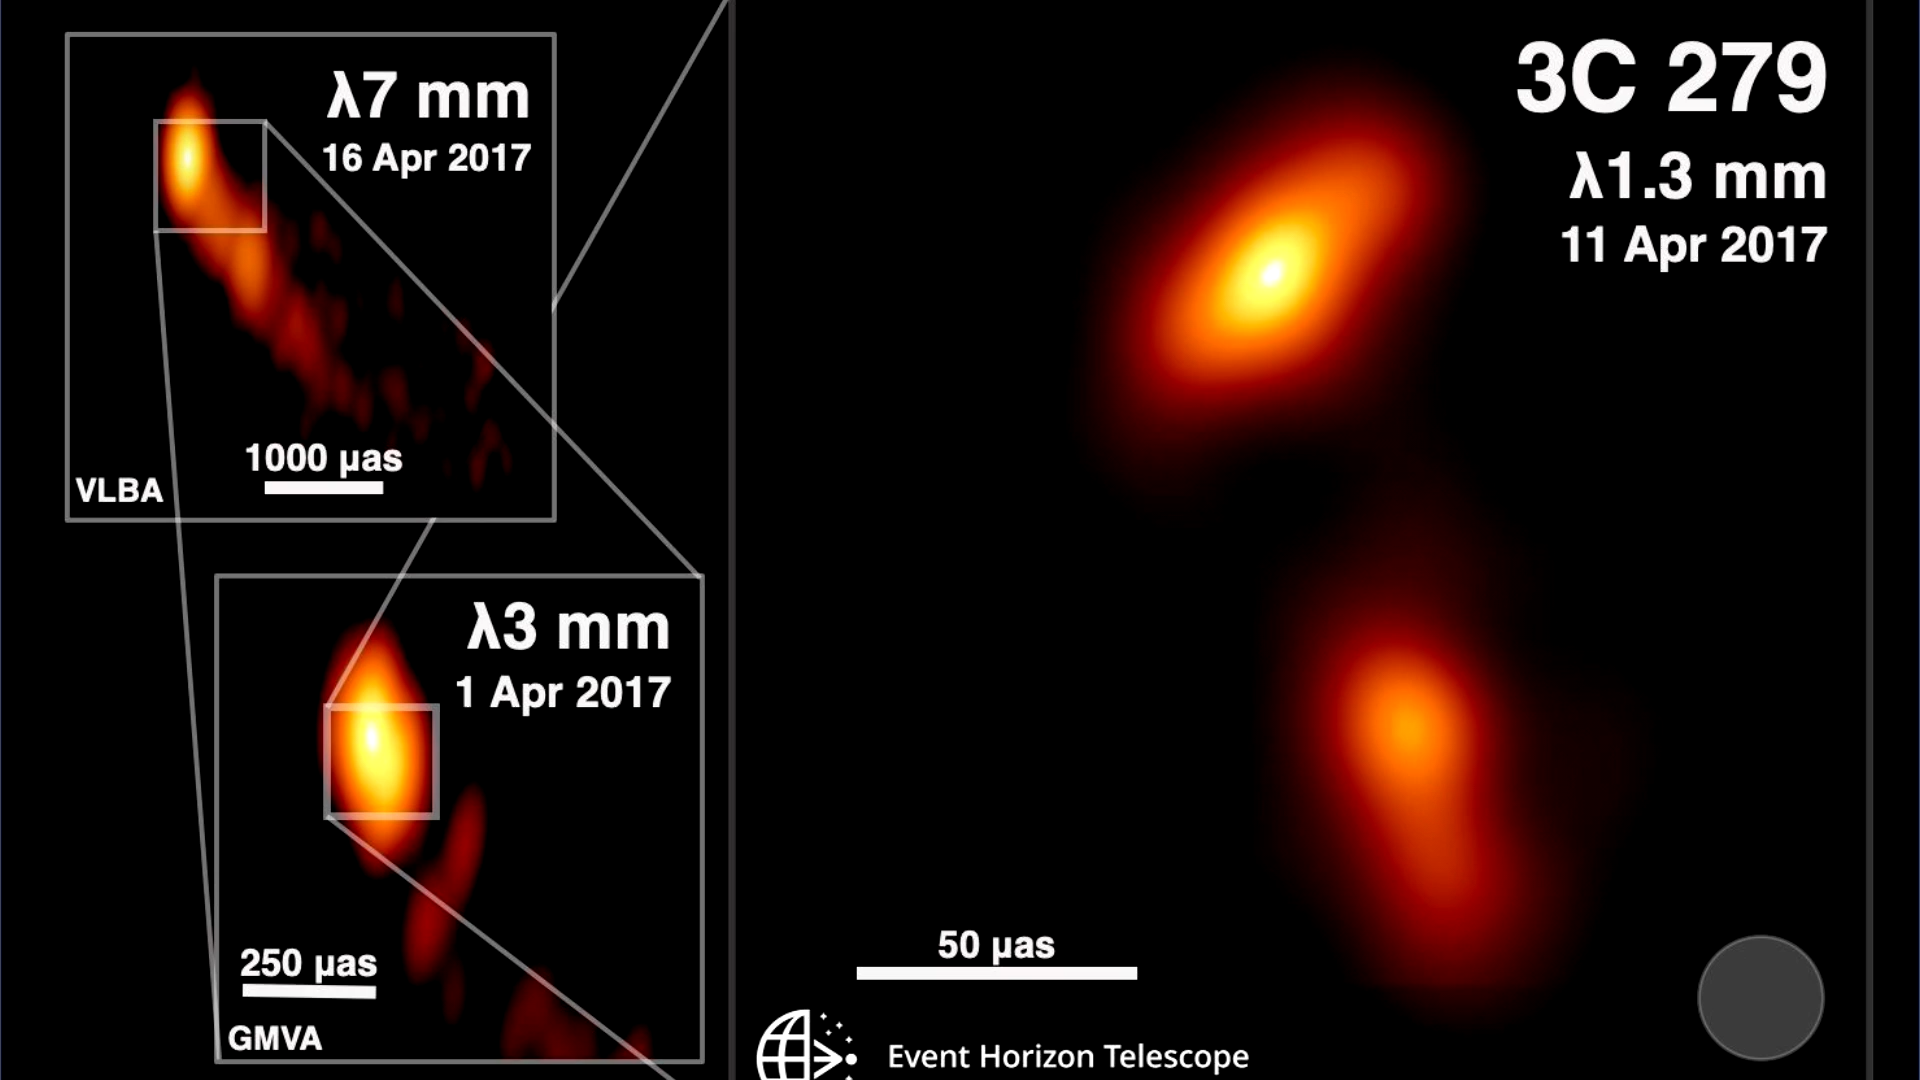 λ7 mm
16 Apr 2017
1000 μas
VLBA
λ3 mm
1 Apr 2017
250 μas
GMVA
3C 279
λ1.3 mm
11 Apr 2017
50 μas
Event Horizon Telescope